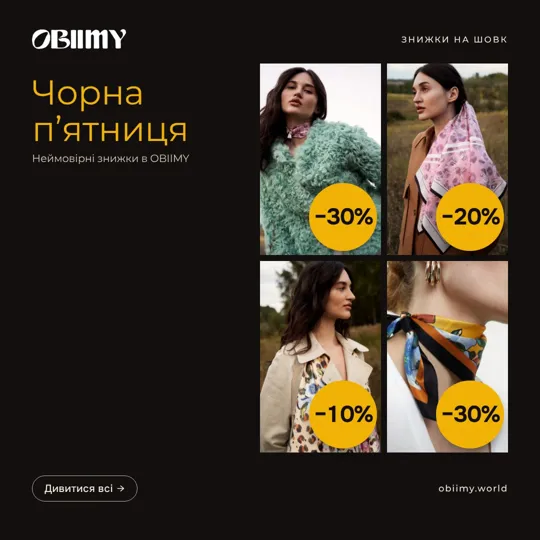 OBIIMY
ЗНИЖКИ НА ШОВК
Чорна
п’ятниця
Неймовірні знижки в OBIIMY
-30%
-20%
-10%
-30%
Дивитися всі →
obiimy.world